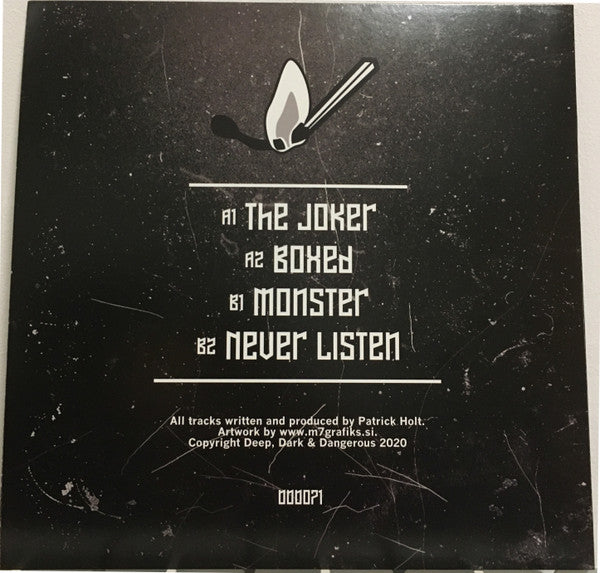 A1 THE JOKER
A2 BOXED
B1 MONSTER
B2 NEVER LISTEN
All tracks written and produced by Patrick Holt.
Artwork by www.m7grafiks.si.
Copyright Deep, Dark & Dangerous 2020
DDD071